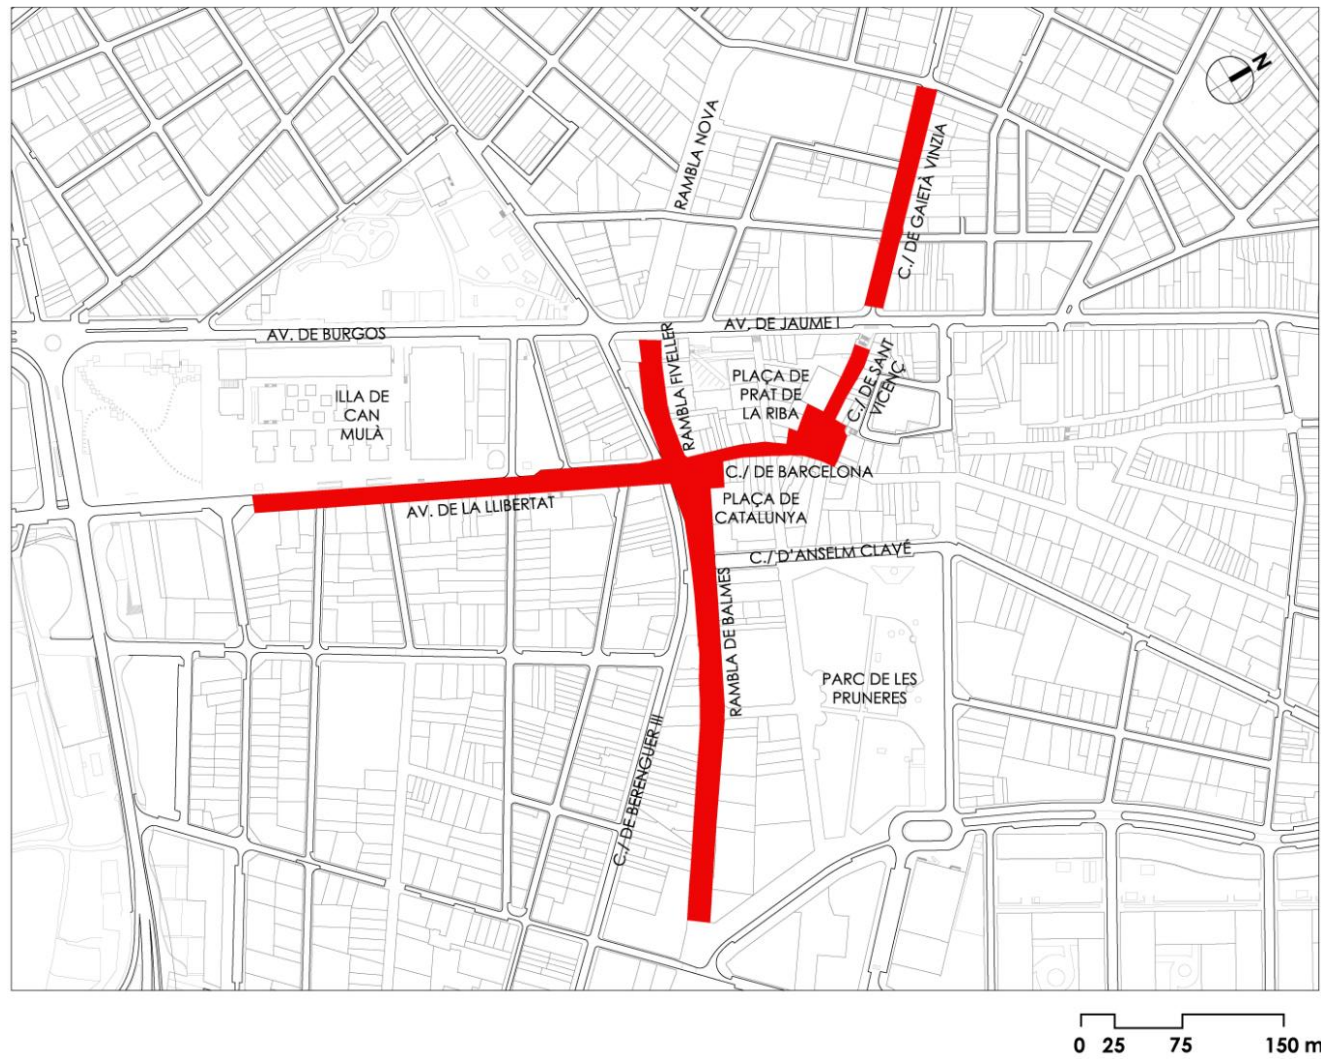 N
RAMBLA NOVA
C./ DE GAIETÀ VINZIA
AV. DE BURGOS
AV. DE JAUME I
RAMBLA FIVELLER
PLAÇA DE
PRAT DE
LA RIBA
C./ DE SANT
VICENÇ
ILLA DE
CAN
MULÀ
C./ DE BARCELONA
AV. DE LA LLIBERTAT
PLAÇA DE
CATALUNYA
C./ D'ANSELM CLAVÉ
RAMBLA DE BALMES
PARC DE LES
PRUNERES
C./ DE BERENGUER III
0 25 75 150 m